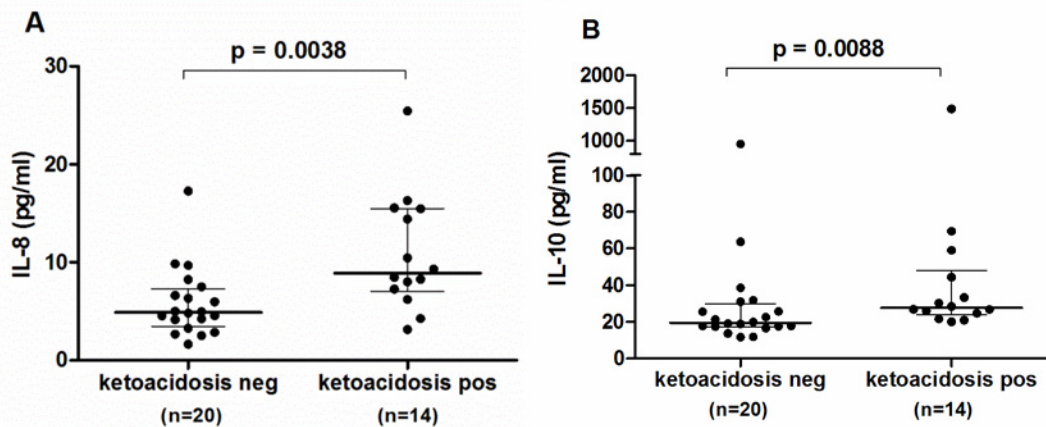 A
p = 0.0038
30
20
10
0
IL-8 (pg/ml)
ketoacidosis neg
ketoacidosis pos
(n=20)
(n=14)
B
p = 0.0088
2000
1500
1000
100
80
60
40
20
0
IL-10 (pg/ml)
ketoacidosis neg
ketoacidosis pos
(n=20)
(n=14)